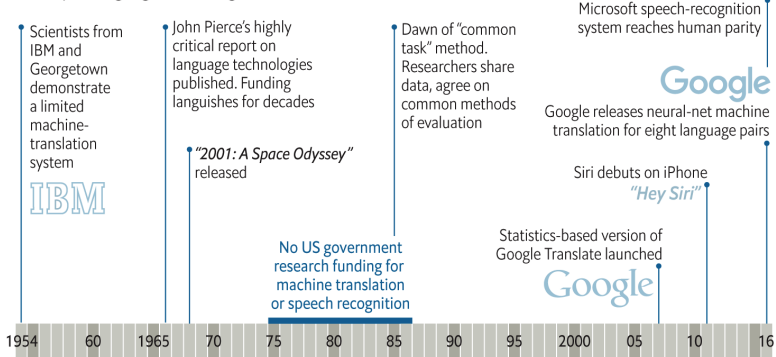 Scientists from
IBM and
Georgetown
demonstrate
a limited
machine-
translation
system
IBM
John Pierce's highly
critical report on
language technologies
published. Funding
languishes for decades
"2001: A Space Odyssey"
released
No US government
research funding for
machine translation
or speech recognition
Dawn of "common
task" method.
Researchers share
data, agree on
common methods
of evaluation
Microsoft speech-recognition
system reaches human parity
Google
Google releases neural-net machine
translation for eight language pairs
Siri debuts on iPhone
"Hey Siri"
Statistics-based version of
Google Translate launched
Google
1954 60 1965 70 75 80 85 90 95 2000 05 10 16